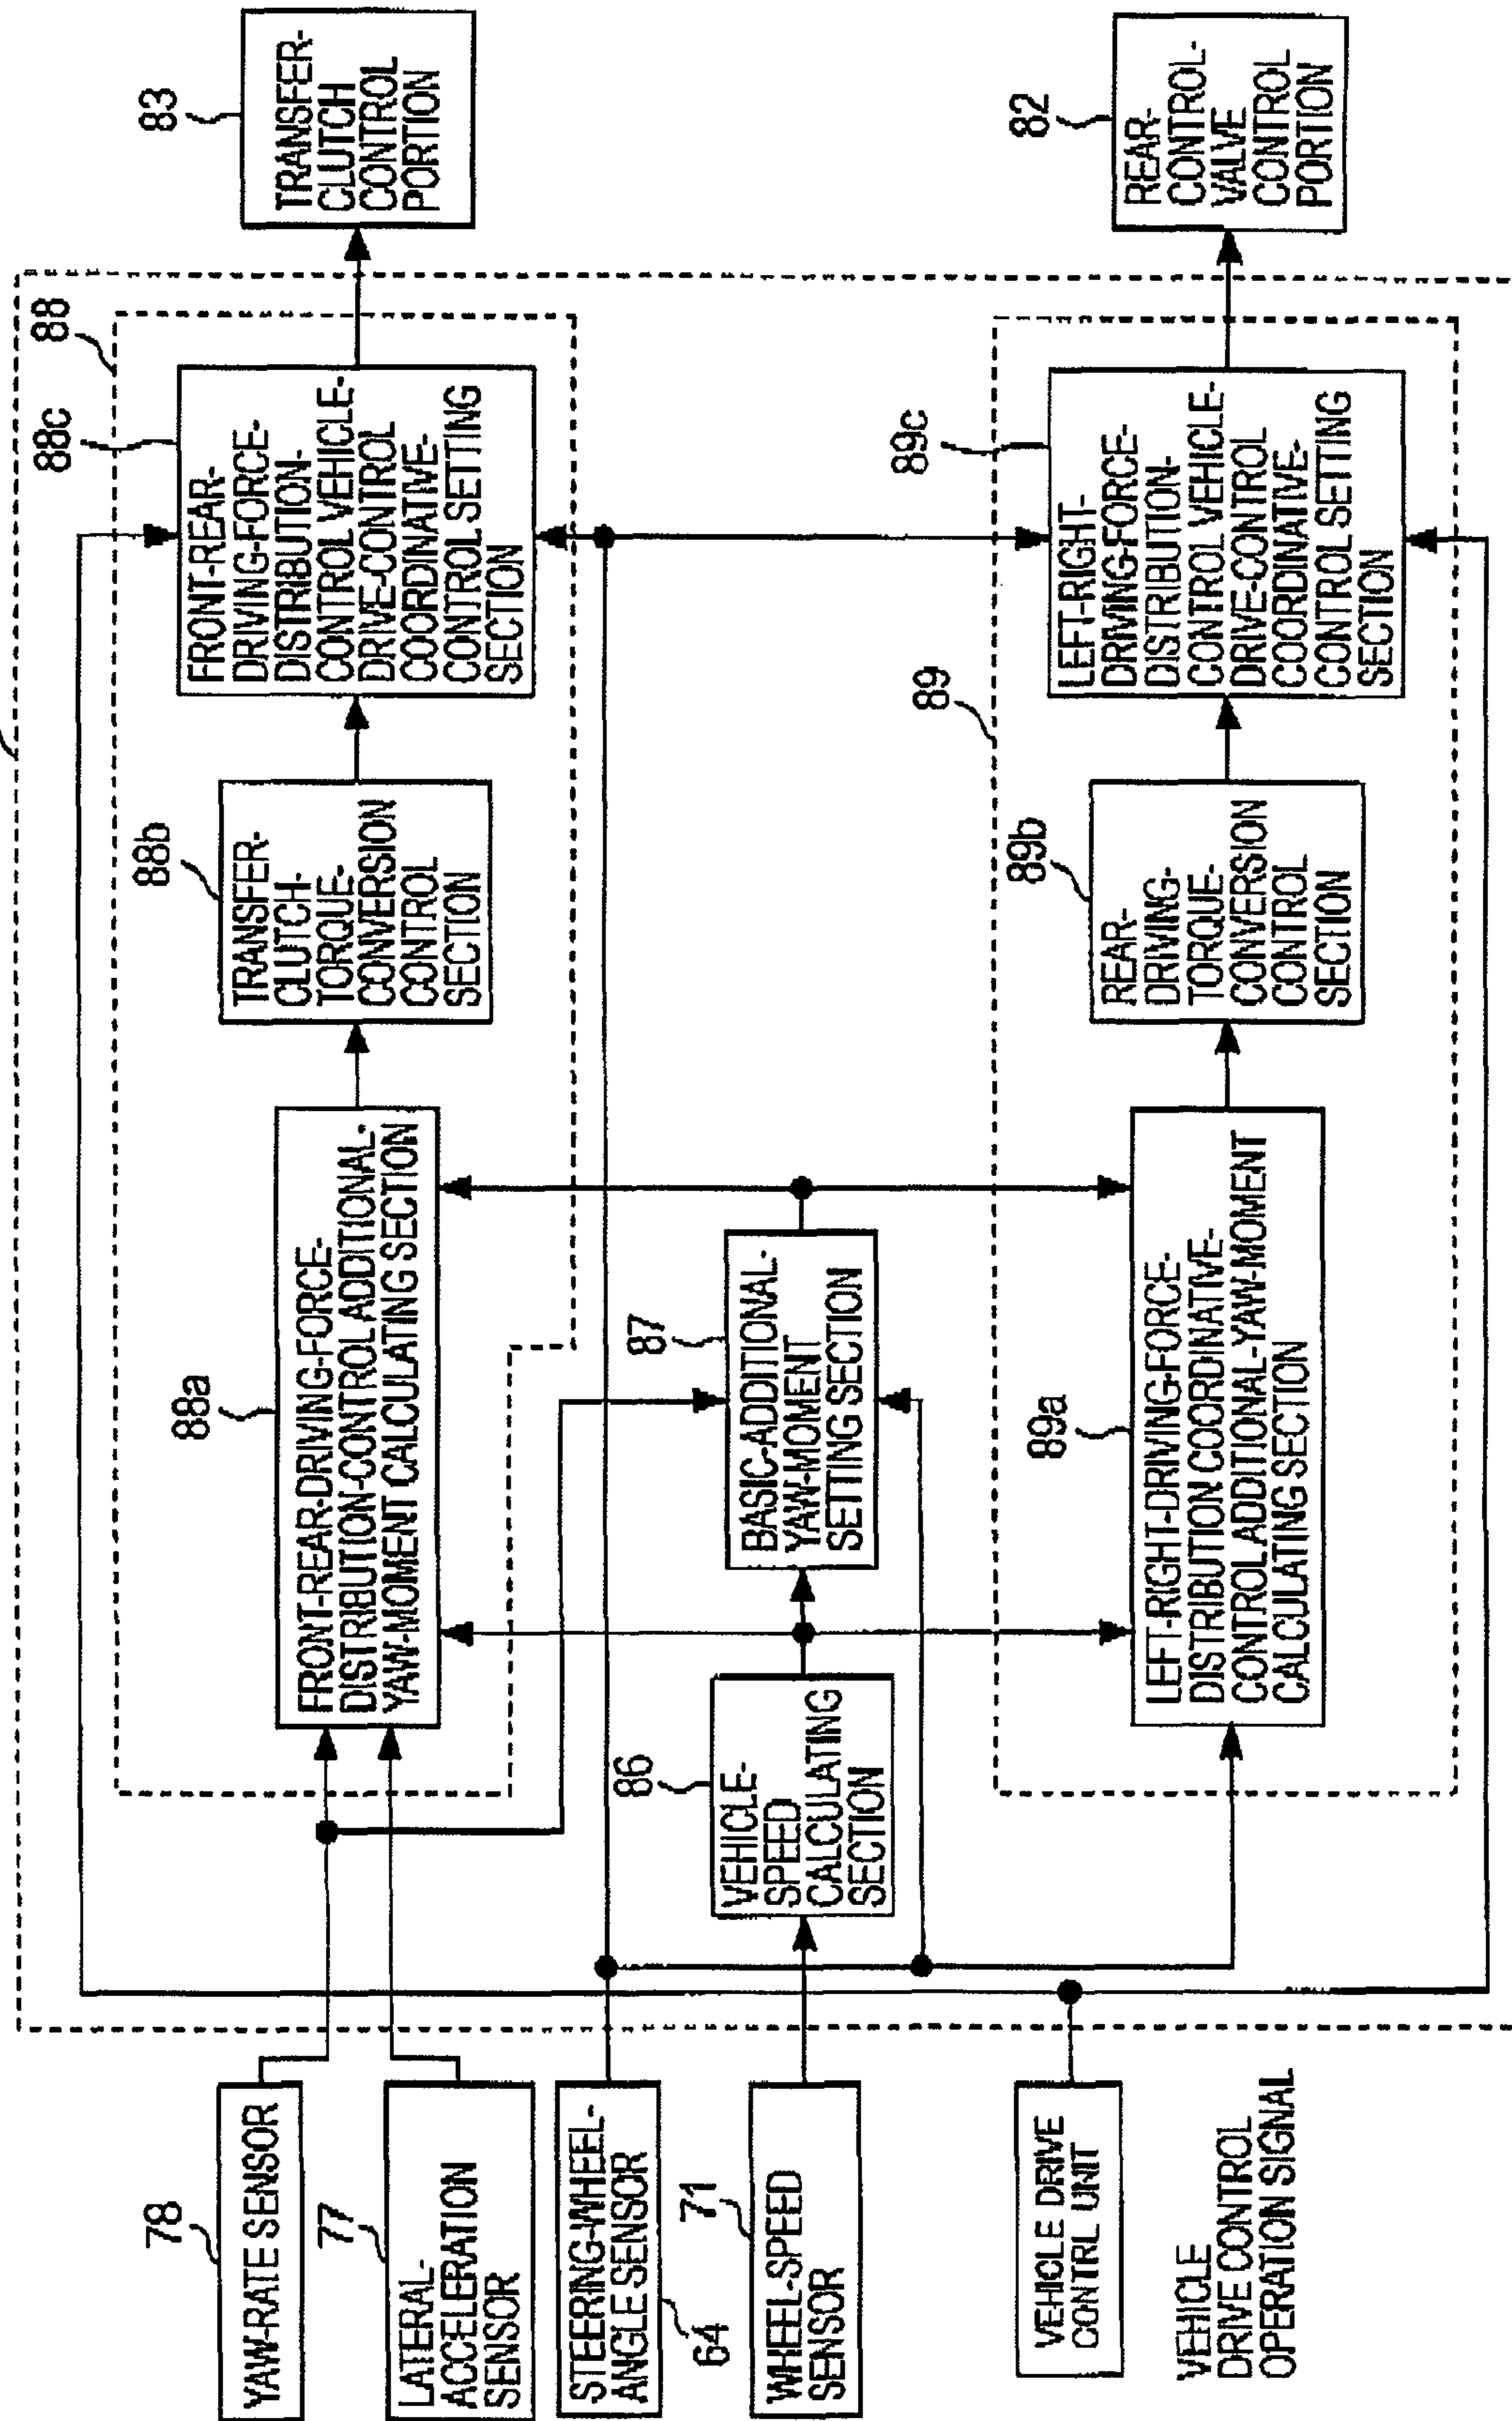 78
YAW-RATE SENSOR
77
LATERAL-
ACCELERATION
SENSOR
STEERING-WHEEL-
ANGLE SENSOR
64
71
WHEEL-SPEED
SENSOR
VEHICLE DRIVE
CONTRL UNIT
VEHICLE
DRIVE CONTROL
OPERATION SIGNAL
88
88a
FRONT-REAR-DRIVING-FORCE-
DISTRIBUTION-CONTROL ADDITIONAL-
YAW-MOMENT CALCULATING SECTION
88b
TRANSFER-
CLUTCH-
TORQUE-
CONVERSION
CONTROL
SECTION
88c
FRONT-REAR-
DRIVING-FORCE-
DISTRIBUTION-
CONTROL VEHICLE-
DRIVE-CONTROL
COORDINATIVE-
CONTROL SETTING
SECTION
83
TRANSFER-
CLUTCH
CONTROL
PORTION
86
VEHICLE-
SPEED
CALCULATING
SECTION
87
BASIC-ADDITIONAL-
YAW-MOMENT
SETTING SECTION
89
89a
LEFT-RIGHT-DRIVING-FORCE-
DISTRIBUTION COORDINATIVE-
CONTROL ADDITIONAL-YAW-MOMENT
CALCULATING SECTION
89b
REAR-
DRIVING-
TORQUE-
CONVERSION
CONTROL
SECTION
89c
LEFT-RIGHT-
DRIVING-FORCE-
DISTRIBUTION-
CONTROL VEHICLE-
DRIVE-CONTROL
COORDINATIVE-
CONTROL SETTING
SECTION
82
REAR-
CONTROL-
VALVE
CONTROL
PORTION